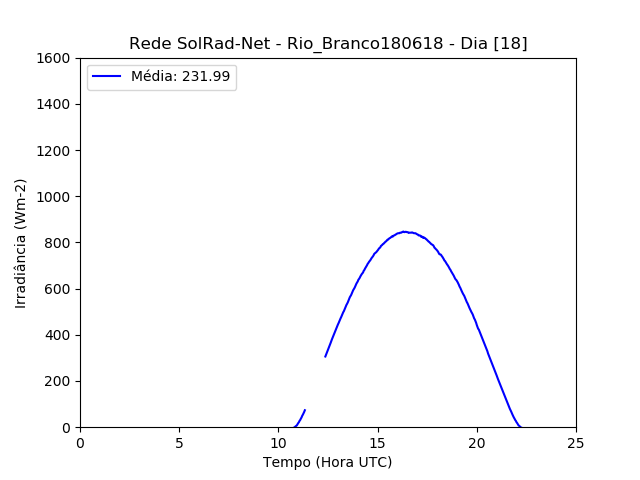 Rede SolRad-Net - Rio_Branco180618 - Dia [18]
Média: 231.99
1600
1400
1200
1000
800
600
400
200
0
Irradiância (Wm-2)
0 5 10 15 20 25
Tempo (Hora UTC)